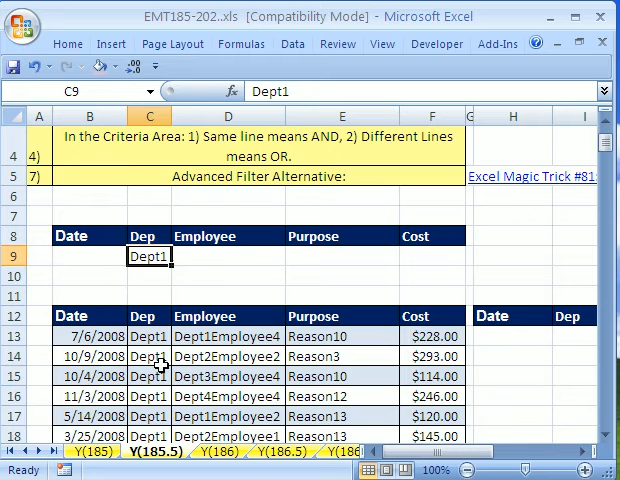 EMT185-202..xls [Compatibility Mode] - Microsoft Excel
Home Insert Page Layout Formulas Data Review View Developer Add-Ins
C9 fx Dept1
A B C D E F G H I
In the Criteria Area: 1) Same line means AND, 2) Different Lines
4 4) means OR.
5 7) Advanced Filter Alternative: Excel Magic Trick #81:
6
7
8 Date Dep Employee Purpose Cost
9 Dept1
10
11
12 Date Dep Employee Purpose Cost Date Dep
13 7/6/2008 Dept1 Dept1Employee4 Reason10 $228.00
14 10/9/2008 Dept1 Dept2Employee2 Reason3 $293.00
15 10/4/2008 Dept1 Dept3Employee4 Reason10 $114.00
16 11/3/2008 Dept1 Dept4Employee4 Reason12 $246.00
17 5/14/2008 Dept1 Dept1Employee2 Reason13 $120.00
18 3/25/2008 Dept1 Dept2Employee1 Reason13 $145.00
Y(185) Y(185.5) Y(186) Y(186.5) Y(186
Ready 100%